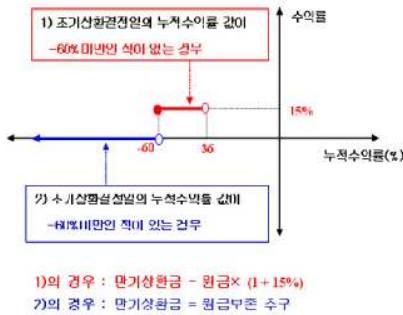 1) 조기상환결정일의 누적수익률 값이
-60%미만인 적이 없는 경우
수익률
15%
-60
36
누적수익률(%)
2) 조기상환결정일의 누적수익률 값이
-60%미만인 적이 있는 경우
1)의 경우 : 만기상환금 = 원금× (1+15%)
2)의 경우 : 만기상환금 = 원금보존 추구